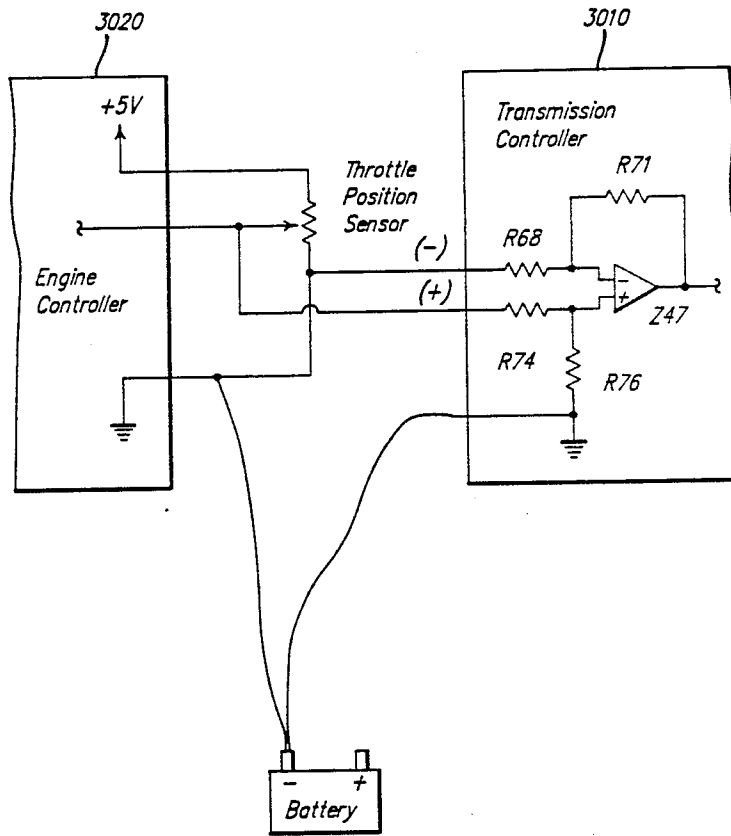 3020
3010
+5V
Transmission
Controller
R71
Throttle
Position
Sensor
(-)
R68
-
+
Z47
Engine
Controller
(+)
R74
R76
- +
Battery